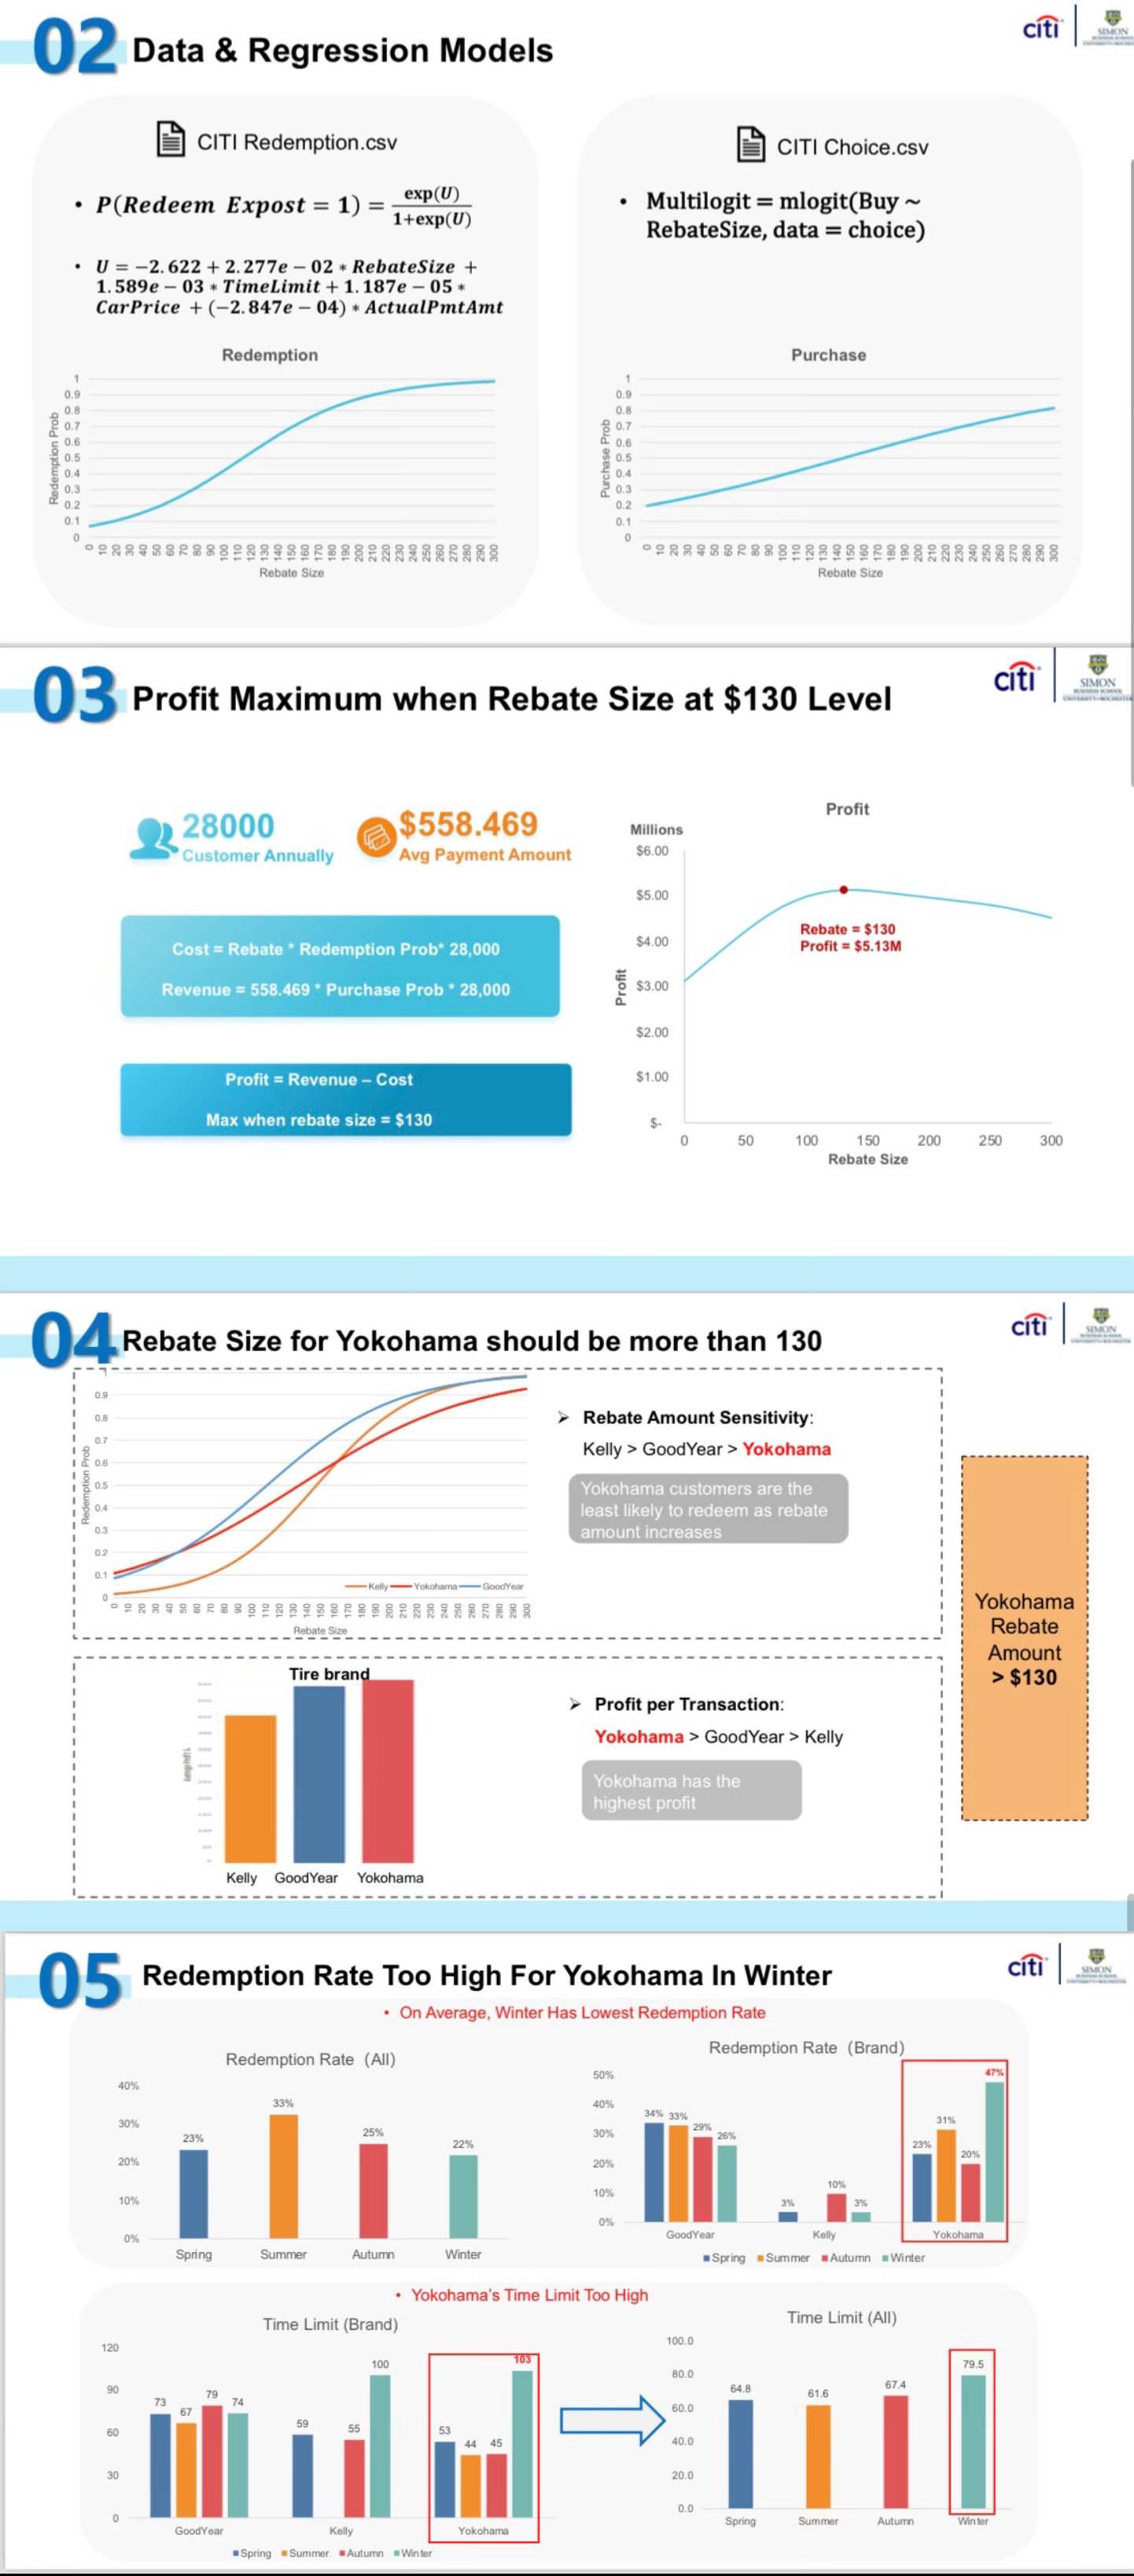 02 Data & Regression Models
citi
SIMON
BUSINESS SCHOOL
CITI Redemption.csv
• P(Redeem Expost = 1) = exp(U) / 1+exp(U)
• U = −2.622 + 2.277e − 02 * RebateSize +
1.589e − 03 * TimeLimit + 1.187e − 05 *
CarPrice + (−2.847e − 04) * ActualPmtAmt
Redemption
Redemption Prob
1
0.9
0.8
0.7
0.6
0.5
0.4
0.3
0.2
0.1
0
0 10 20 30 40 50 60 70 80 90 100 110 120 130 140 150 160 170 180 190 200 210 220 230 240 250 260 270 280 290 300
Rebate Size
CITI Choice.csv
• Multilogit = mlogit(Buy ~
RebateSize, data = choice)
Purchase
Purchase Prob
1
0.9
0.8
0.7
0.6
0.5
0.4
0.3
0.2
0.1
0
0 10 20 30 40 50 60 70 80 90 100 110 120 130 140 150 160 170 180 190 200 210 220 230 240 250 260 270 280 290 300
Rebate Size
03 Profit Maximum when Rebate Size at $130 Level
citi
SIMON
BUSINESS SCHOOL
UNIVERSITY of ROCHESTER
28000
Customer Annually
$558.469
Avg Payment Amount
Cost = Rebate * Redemption Prob* 28,000
Revenue = 558.469 * Purchase Prob * 28,000
Profit = Revenue – Cost
Max when rebate size = $130
Profit
Millions
$6.00
$5.00
$4.00
$3.00
$2.00
$1.00
$-
Profit
Rebate = $130
Profit = $5.13M
0 50 100 150 200 250 300
Rebate Size
04 Rebate Size for Yokohama should be more than 130
citi
SIMON
Redemption Prob
1
0.9
0.8
0.7
0.6
0.5
0.4
0.3
0.2
0.1
0
Kelly Yokohama GoodYear
0 10 20 30 40 50 60 70 80 90 100 110 120 130 140 150 160 170 180 190 200 210 220 230 240 250 260 270 280 290 300
Rebate Size
➢ Rebate Amount Sensitivity:
Kelly > GoodYear > Yokohama
Yokohama customers are the
least likely to redeem as rebate
amount increases
Tire brand
Kelly GoodYear Yokohama
➢ Profit per Transaction:
Yokohama > GoodYear > Kelly
Yokohama has the
highest profit
Yokohama
Rebate
Amount
> $130
05 Redemption Rate Too High For Yokohama In Winter
citi
SIMON
• On Average, Winter Has Lowest Redemption Rate
Redemption Rate (All)
40%
30%
20%
10%
0%
23% 33% 25% 22%
Spring Summer Autumn Winter
Redemption Rate (Brand)
50%
40%
30%
20%
10%
0%
34% 33% 29% 26%
3% 10% 3%
23% 31% 20% 47%
GoodYear Kelly Yokohama
Spring Summer Autumn Winter
• Yokohama's Time Limit Too High
Time Limit (Brand)
120
90
60
30
0
73 67 79 74
59 55 100
53 44 45 103
GoodYear Kelly Yokohama
Spring Summer Autumn Winter
Time Limit (All)
100.0
80.0
60.0
40.0
20.0
0.0
64.8 61.6 67.4 79.5
Spring Summer Autumn Winter